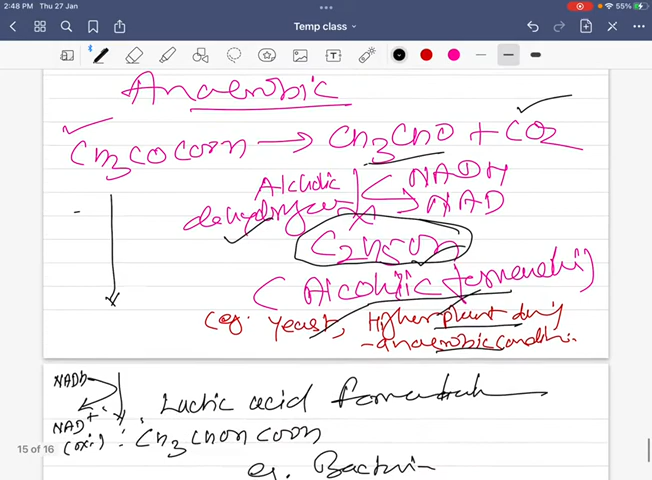 2:48 PM Thu 27 Jan
55%
Temp class
Anaerobic
CH3COCOOH → CH3CHO + CO2
Alcholic NADH
dehydrogenase NAD
C2H5OH
( Alcoholic fermentation )
(eg. yeast, Higher plant during
anaerobic condition.
NADH
Lactic acid fermentation
NAD+
(oxi) CH3CHOHCOOH
eg. Bacteria
15 of 16